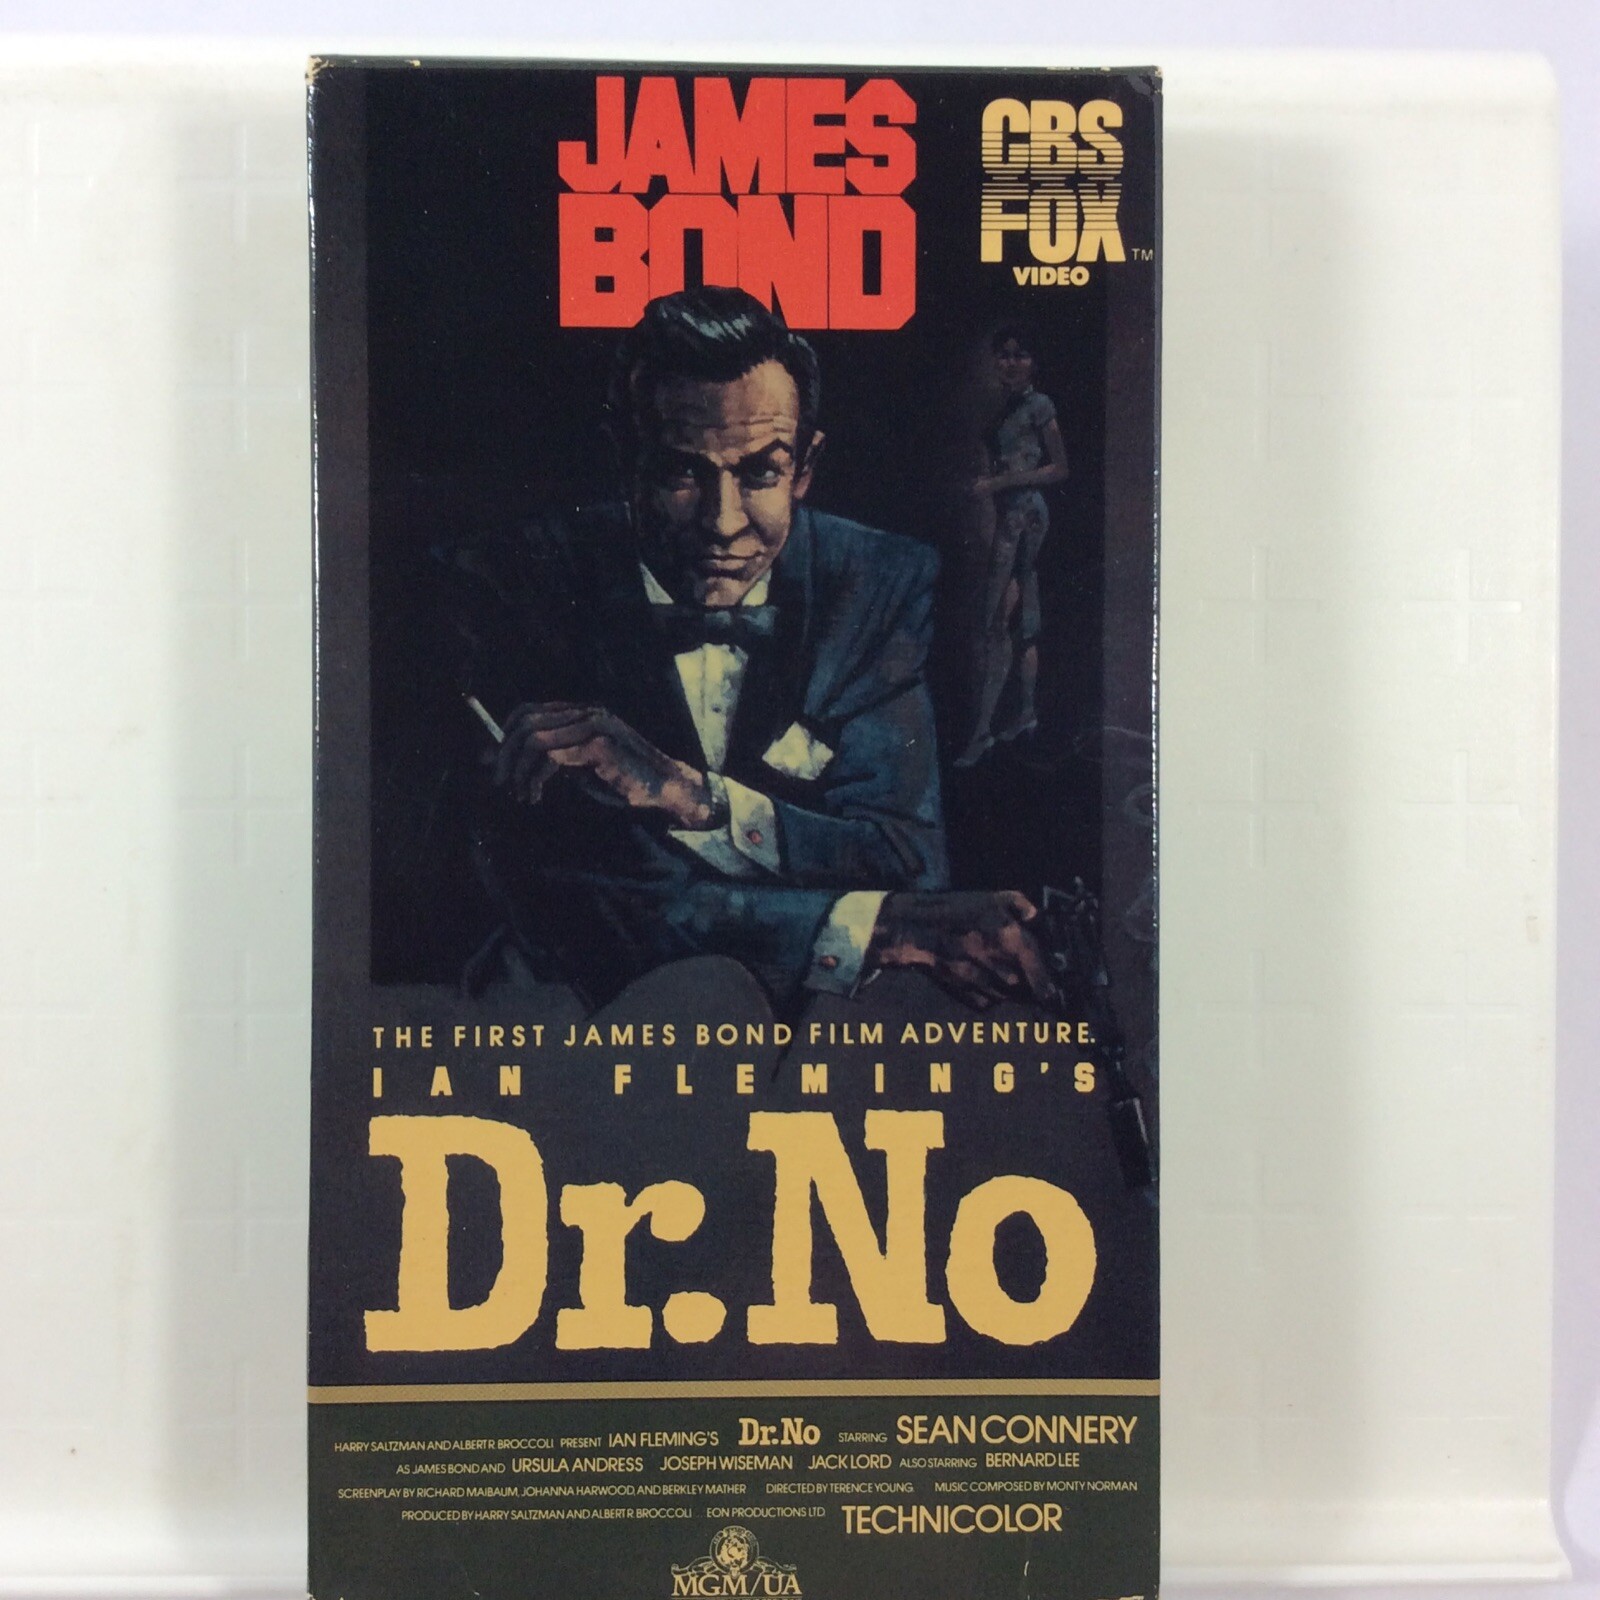 JAMES
BOND
CBS
FOX
VIDEO
TM
THE FIRST JAMES BOND FILM ADVENTURE.
IAN FLEMING'S
Dr. No
HARRY SALTZMAN AND ALBERT R. BROCCOLI PRESENT IAN FLEMING'S Dr. No STARRING SEAN CONNERY
AS JAMES BOND AND URSULA ANDRESS JOSEPH WISEMAN JACK LORD ALSO STARRING BERNARD LEE
SCREENPLAY BY RICHARD MAIBAUM, JOHANNA HARWOOD, AND BERKLEY MATHER DIRECTED BY TERENCE YOUNG MUSIC COMPOSED BY MONTY NORMAN
PRODUCED BY HARRY SALTZMAN AND ALBERT R. BROCCOLI EON PRODUCTIONS LTD TECHNICOLOR
MGM/UA